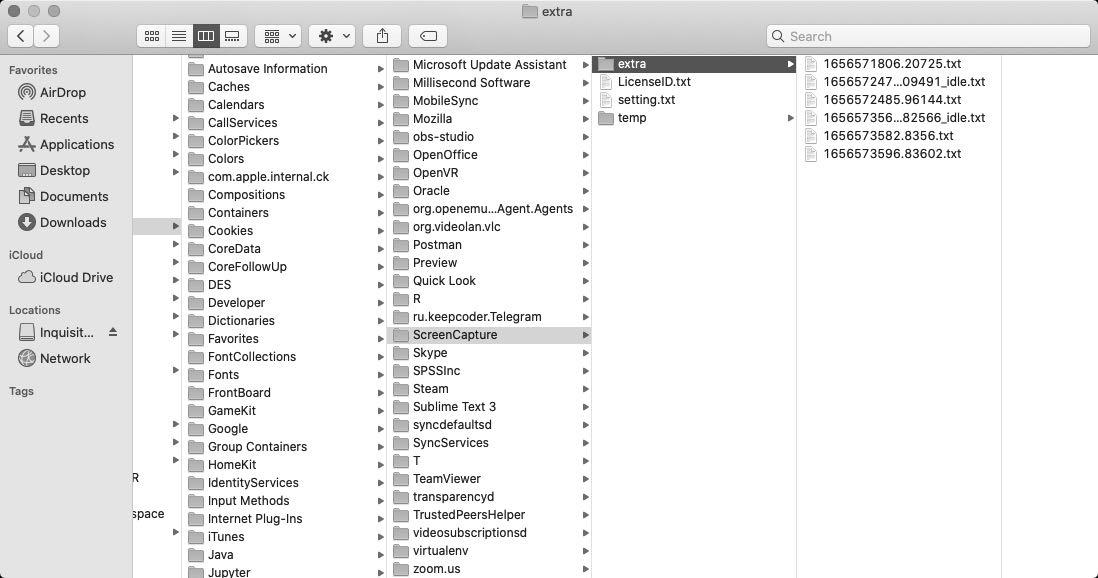 extra
Search
Favorites
AirDrop
Recents
Applications
Desktop
Documents
Downloads
iCloud
iCloud Drive
Locations
Inquisit...
Network
Tags
R
space
Autosave Information
Caches
Calendars
CallServices
ColorPickers
Colors
com.apple.internal.ck
Compositions
Containers
Cookies
CoreData
CoreFollowUp
DES
Developer
Dictionaries
Favorites
FontCollections
Fonts
FrontBoard
GameKit
Google
Group Containers
HomeKit
IdentityServices
Input Methods
Internet Plug-Ins
iTunes
Java
Jupyter
Microsoft Update Assistant
Millisecond Software
MobileSync
Mozilla
obs-studio
OpenOffice
OpenVR
Oracle
org.openemu...Agent.Agents
org.videolan.vlc
Postman
Preview
Quick Look
R
ru.keepcoder.Telegram
ScreenCapture
Skype
SPSSInc
Steam
Sublime Text 3
syncdefaultsd
SyncServices
T
TeamViewer
transparencyd
TrustedPeersHelper
videosubscriptionsd
virtualenv
zoom.us
extra
LicenseID.txt
setting.txt
temp
1656571806.20725.txt
165657247...09491_idle.txt
1656572485.96144.txt
165657356...82566_idle.txt
1656573582.8356.txt
1656573596.83602.txt